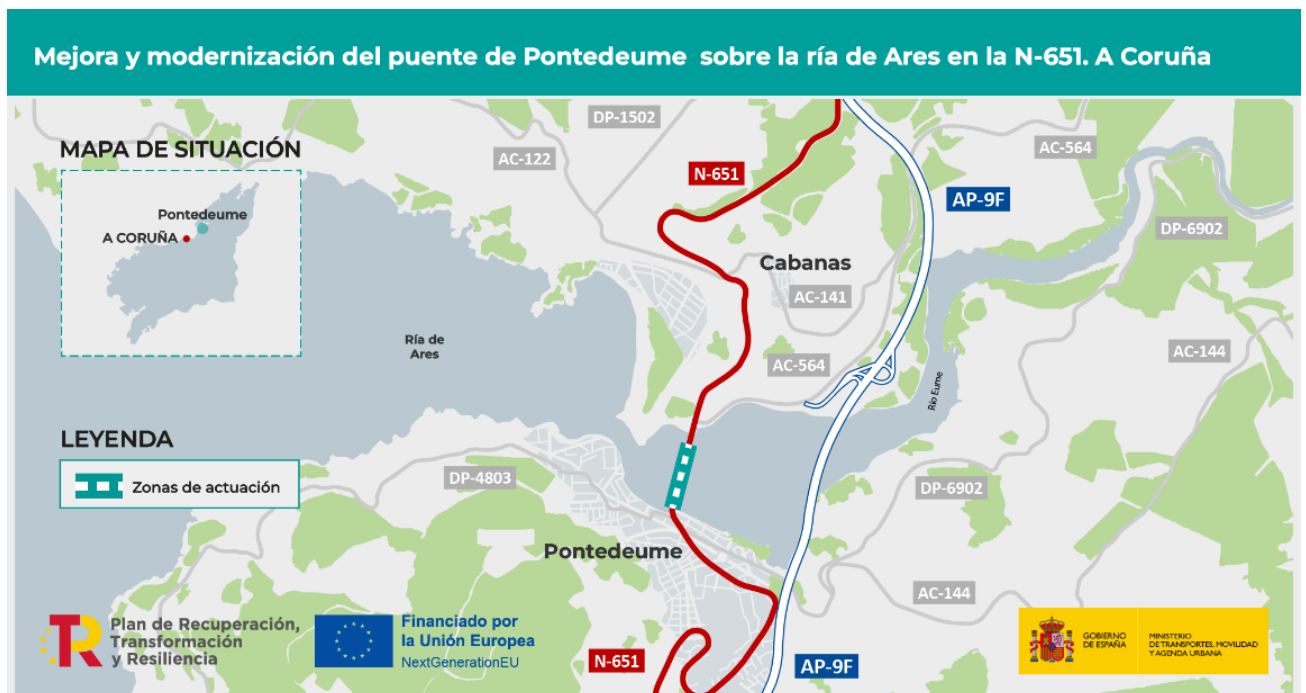 Mejora y modernización del puente de Pontedeume sobre la ría de Ares en la N-651. A Coruña
MAPA DE SITUACIÓN
Pontedeume
A CORUÑA
DP-1502
AC-122
N-651
AC-564
AP-9F
DP-6902
Cabanas
AC-141
Ría de
Ares
AC-564
AC-144
Río Eume
LEYENDA
Zonas de actuación
DP-4803
DP-6902
Pontedeume
AC-144
N-651
AP-9F
TR
Plan de Recuperación,
Transformación
y Resiliencia
Financiado por
la Unión Europea
NextGenerationEU
GOBIERNO
DE ESPAÑA
MINISTERIO
DE TRANSPORTES, MOVILIDAD
Y AGENDA URBANA